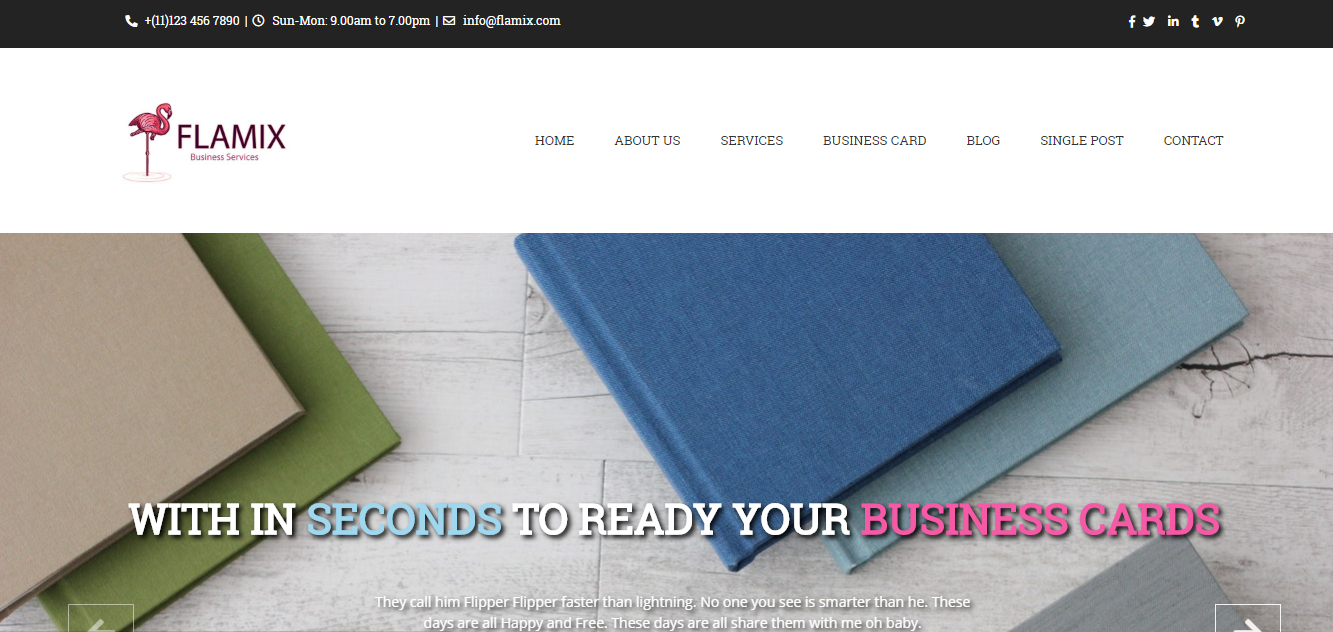 +(11)123 456 7890 | Sun-Mon: 9.00am to 7.00pm | info@flamix.com
FLAMIX
Business Services
HOME ABOUT US SERVICES BUSINESS CARD BLOG SINGLE POST CONTACT
WITH IN SECONDS TO READY YOUR BUSINESS CARDS
They call him Flipper Flipper faster than lightning. No one you see is smarter than he. These
days are all Happy and Free. These days are all share them with me oh baby.